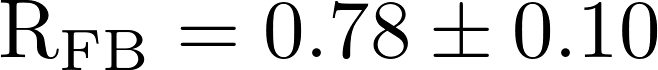 R_FB = 0.78 ± 0.10